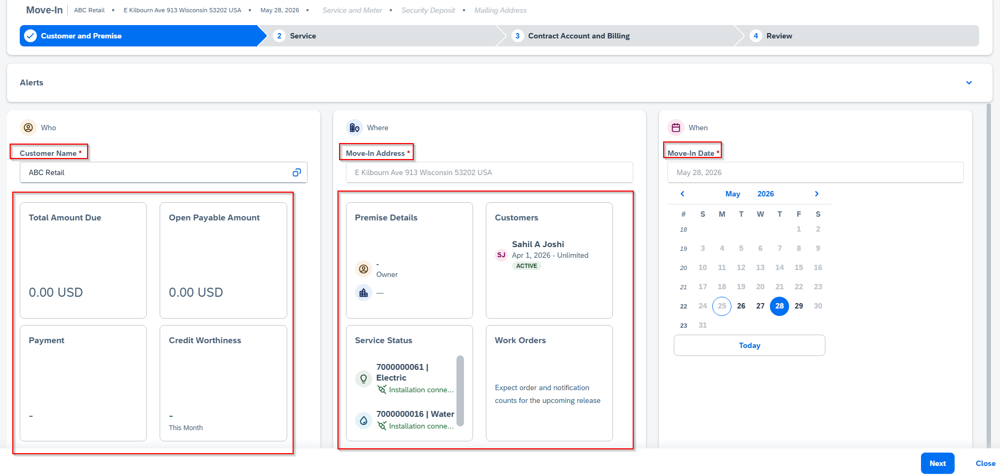 Move-In ABC Retail • E Kilbourn Ave 913 Wisconsin 53202 USA • May 28, 2026 • Service and Meter • Security Deposit • Mailing Address
Customer and Premise 2 Service 3 Contract Account and Billing 4 Review
Alerts
Who
Customer Name *
ABC Retail
Total Amount Due
0.00 USD
Open Payable Amount
0.00 USD
Payment
-
Credit Worthiness
-
This Month
Where
Move-In Address *
E Kilbourn Ave 913 Wisconsin 53202 USA
Premise Details
-
Owner
—
Customers
SJ
Sahil A Joshi
Apr 1, 2026 - Unlimited
ACTIVE
Service Status
7000000061 |
Electric
Installation conne...
7000000016 | Water
Installation conne...
Work Orders
Expect order and notification
counts for the upcoming release
When
Move-In Date *
May 28, 2026
May 2026
# S M T W T F S
18 1 2
19 3 4 5 6 7 8 9
20 10 11 12 13 14 15 16
21 17 18 19 20 21 22 23
22 24 25 26 27 28 29 30
23 31
Today
Next Close